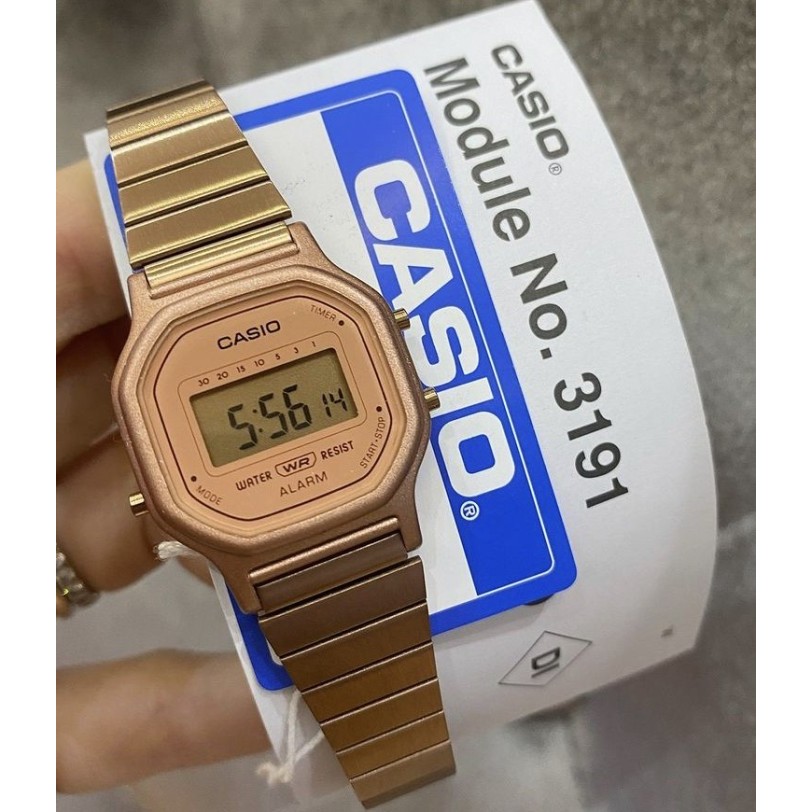 CASIO®
Module No. 3191
CASIO®
DI
TIMER
CASIO
30 20 15 10 5 3 1
5:56 14
WATER WR RESIST
ALARM
MODE
START·STOP